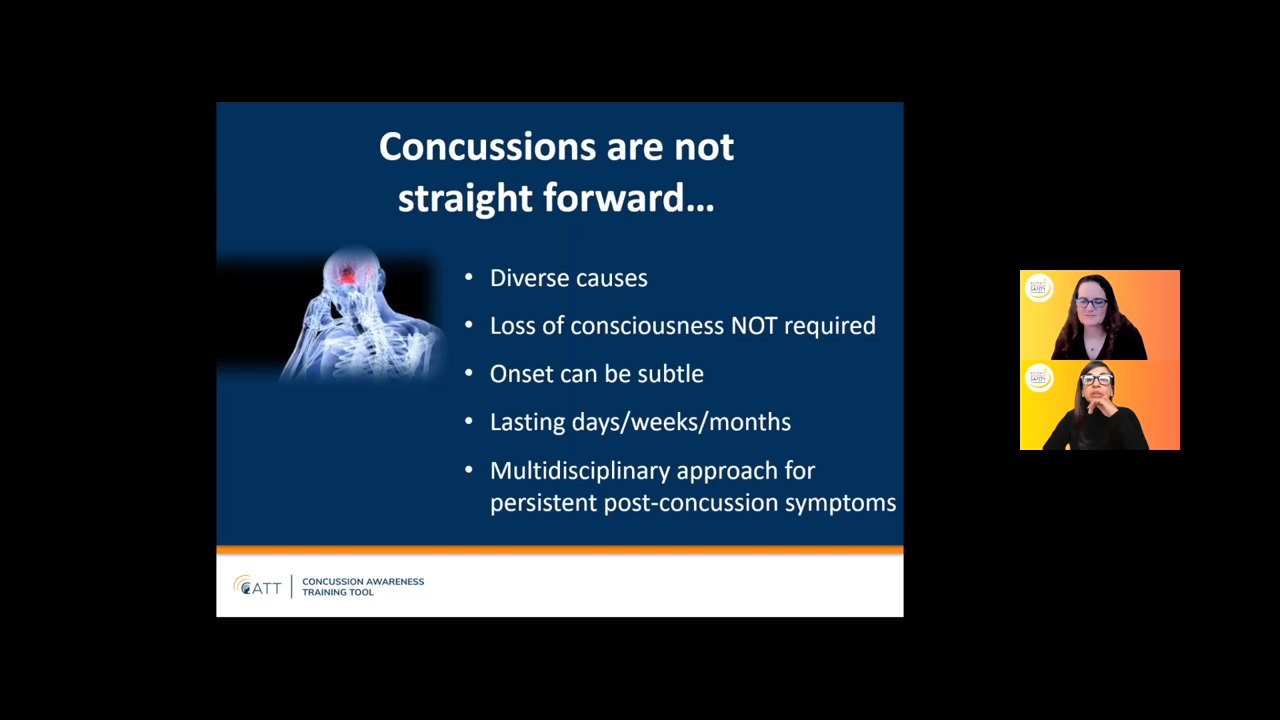 Concussions are not
straight forward...
• Diverse causes
• Loss of consciousness NOT required
• Onset can be subtle
• Lasting days/weeks/months
• Multidisciplinary approach for
persistent post-concussion symptoms
CATT
CONCUSSION AWARENESS
TRAINING TOOL